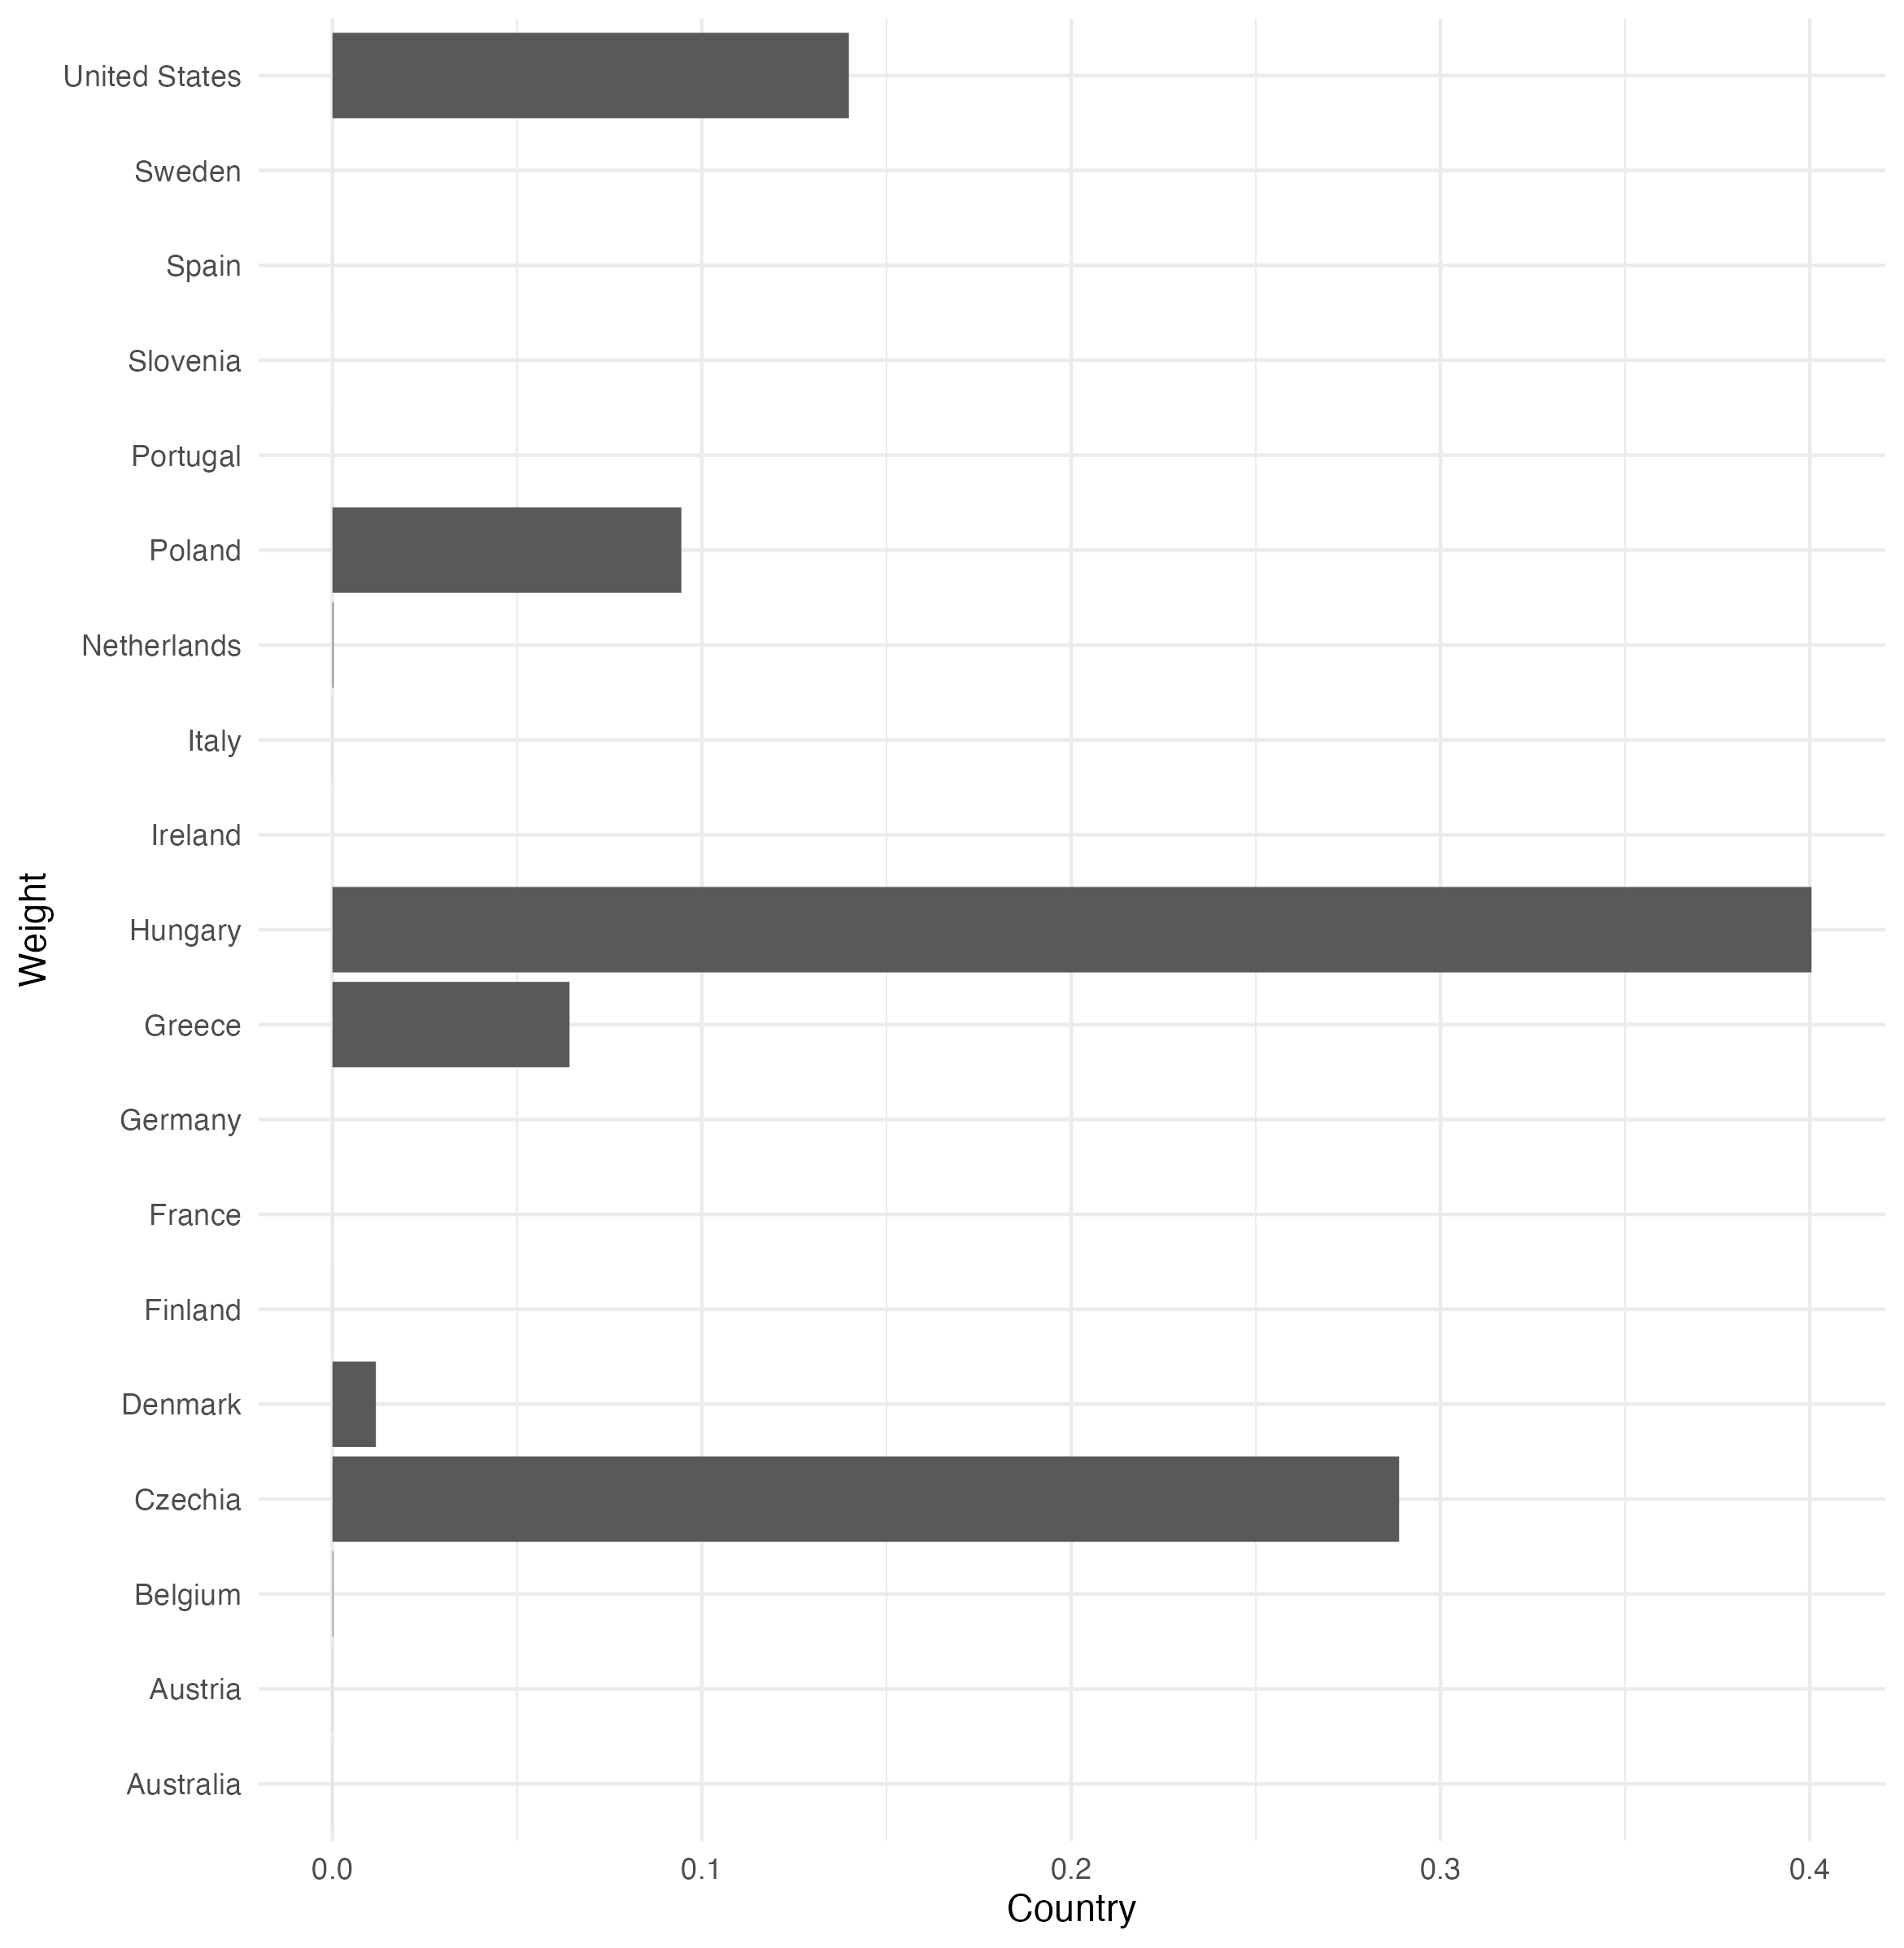 United States
Sweden
Spain
Slovenia
Portugal
Poland
Netherlands
Italy
Ireland
Hungary
Greece
Germany
France
Finland
Denmark
Czechia
Belgium
Austria
Australia
Weight
0.0 0.1 0.2 0.3 0.4
Country